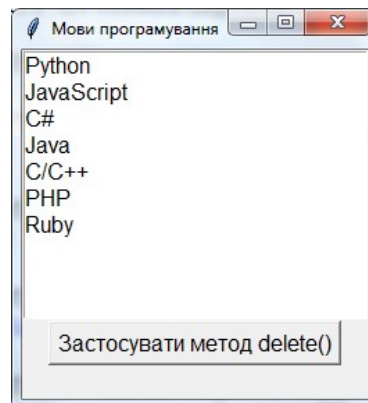 Мови програмування
Python
JavaScript
C#
Java
C/C++
PHP
Ruby
Застосувати метод delete()